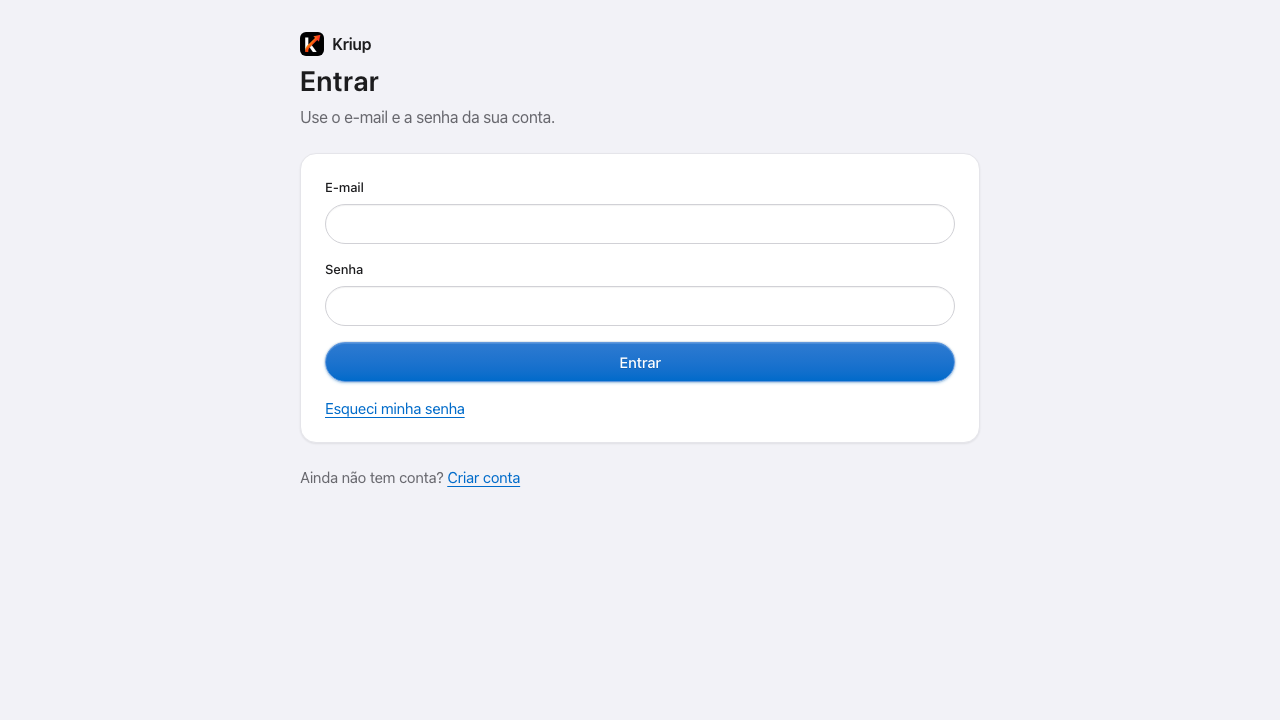 Kriup
Entrar
Use o e-mail e a senha da sua conta.
E-mail
Senha
Entrar
Esqueci minha senha
Ainda não tem conta? Criar conta